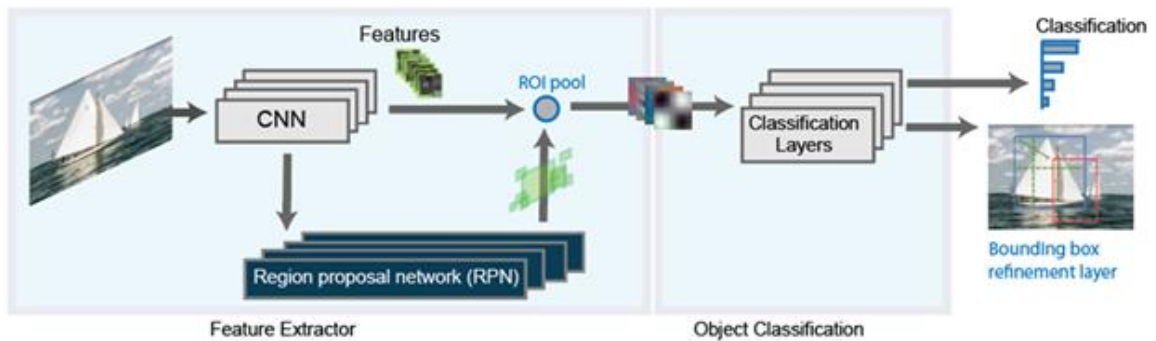 Features
Classification
ROI pool
CNN
Classification
Layers
Region proposal network (RPN)
Bounding box
refinement layer
Feature Extractor
Object Classification